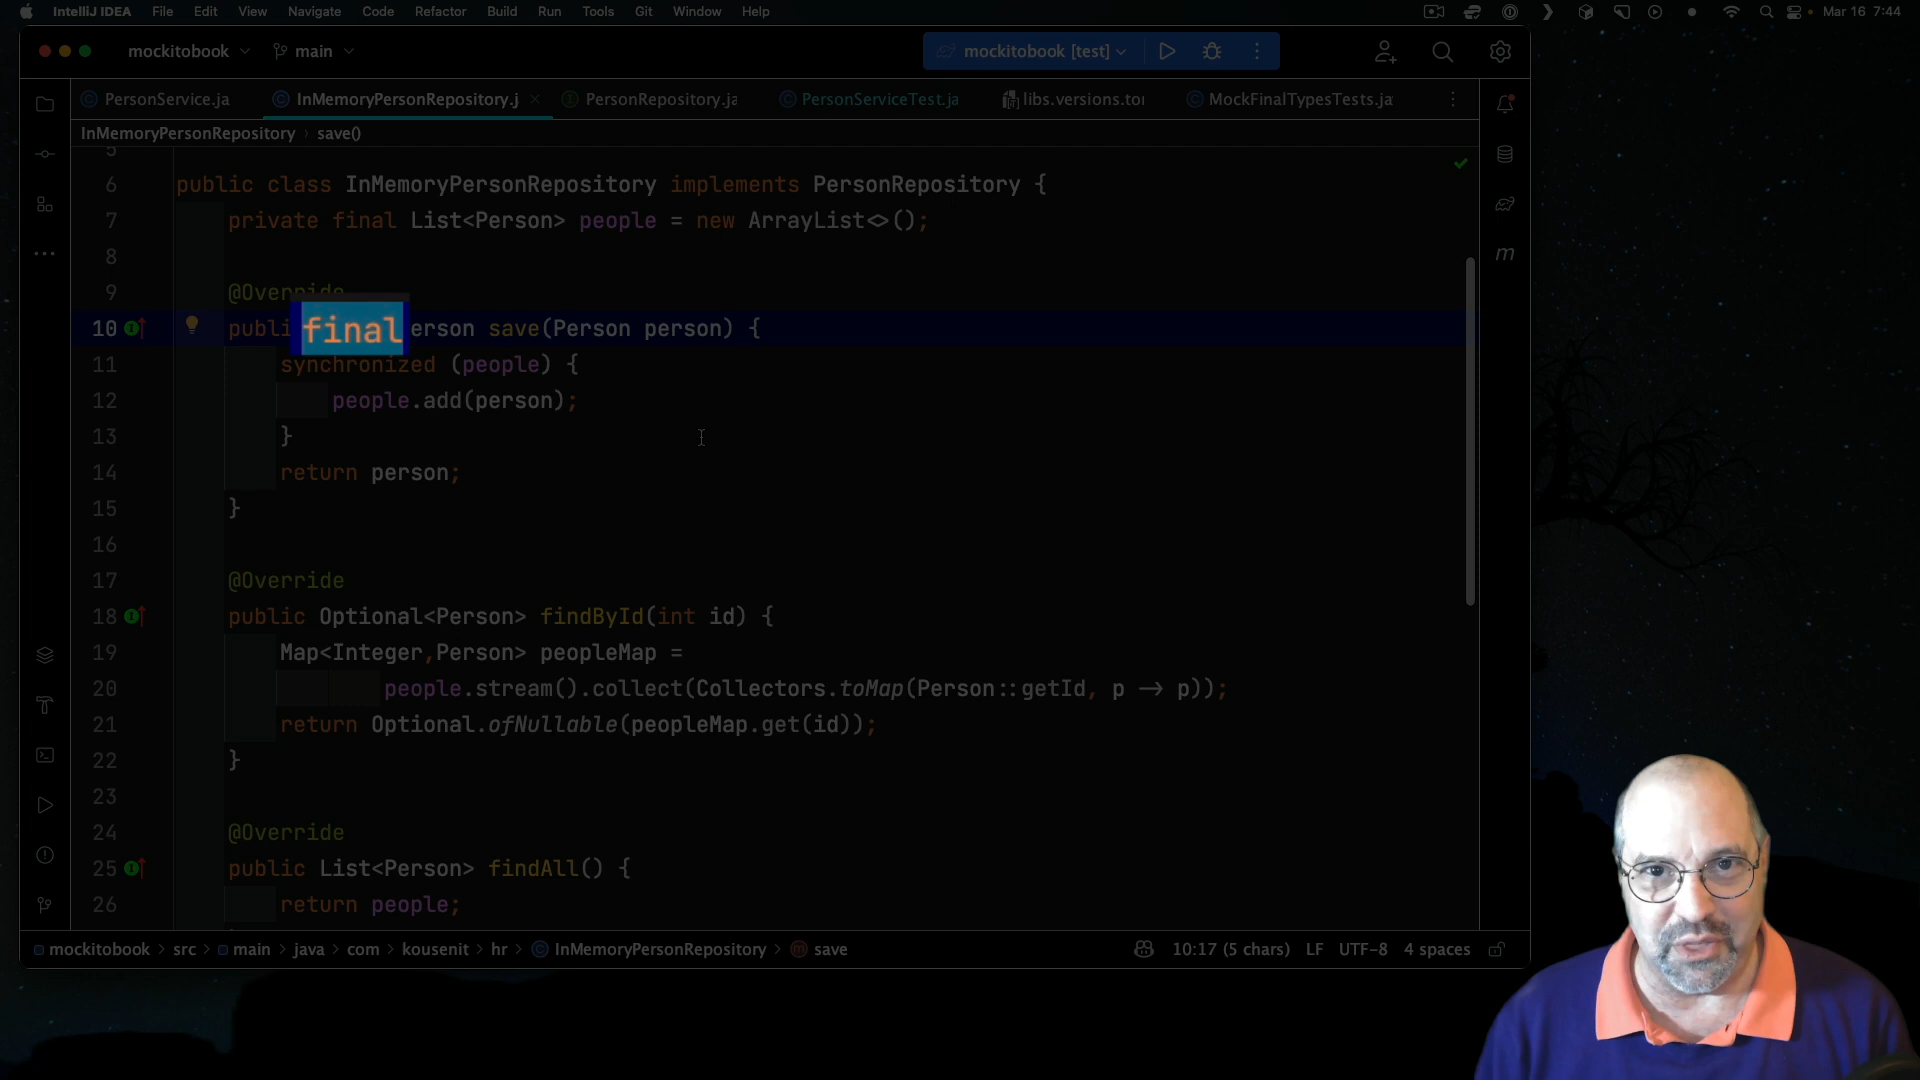 IntelliJ IDEA File Edit View Navigate Code Refactor Build Run Tools Git Window Help Mar 16 7:44
mockitobook main mockitobook [test]
PersonService.ja InMemoryPersonRepository.j PersonRepository.ja PersonServiceTest.ja libs.versions.tor MockFinalTypesTests.ja
InMemoryPersonRepository › save()
5
6 public class InMemoryPersonRepository implements PersonRepository {
7 private final List<Person> people = new ArrayList<>();
8
9 @Override
10 publi final erson save(Person person) {
11 synchronized (people) {
12 people.add(person);
13 }
14 return person;
15 }
16
17 @Override
18 public Optional<Person> findById(int id) {
19 Map<Integer,Person> peopleMap =
20 people.stream().collect(Collectors.toMap(Person::getId, p -> p));
21 return Optional.ofNullable(peopleMap.get(id));
22 }
23
24 @Override
25 public List<Person> findAll() {
26 return people;
mockitobook > src > main > java > com > kousenit > hr > InMemoryPersonRepository > save 10:17 (5 chars) LF UTF-8 4 spaces